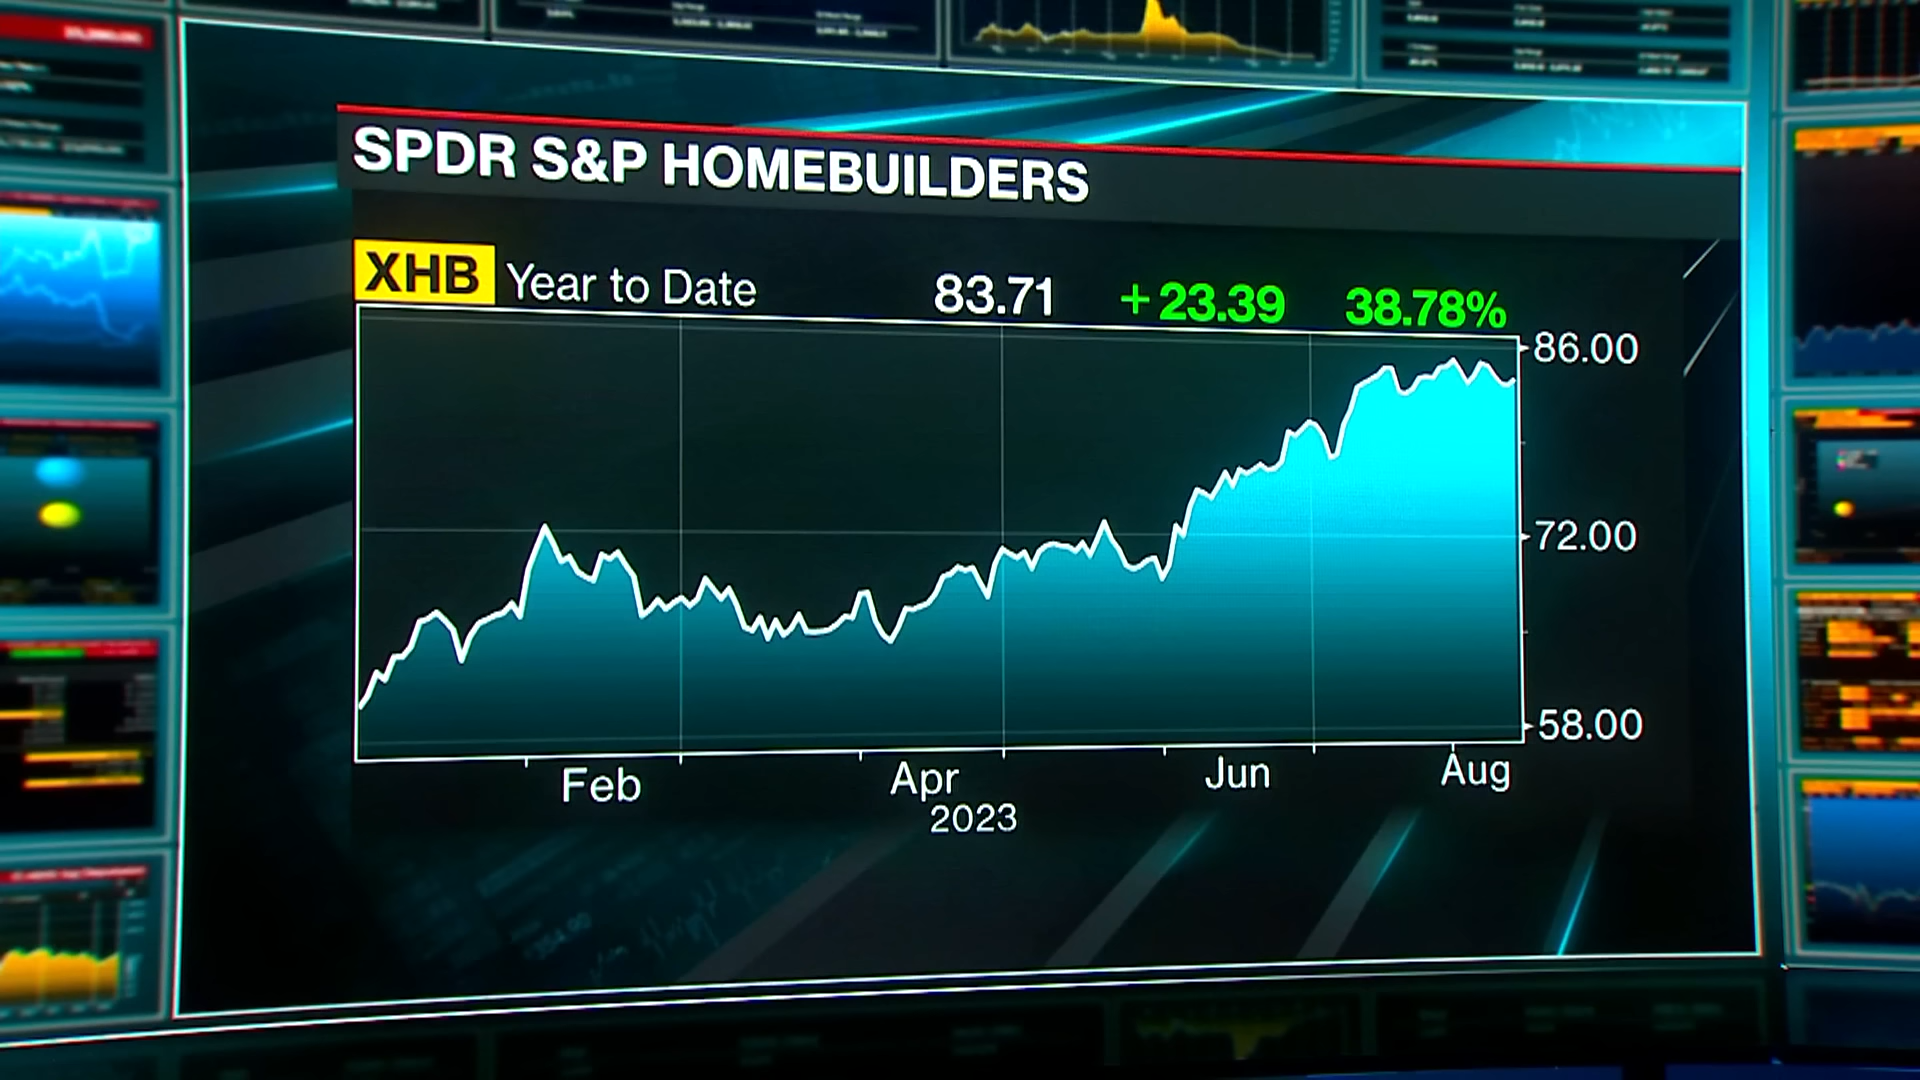 SPDR S&P HOMEBUILDERS
XHB Year to Date 83.71 +23.39 38.78%
86.00
72.00
58.00
Feb Apr Jun Aug
2023